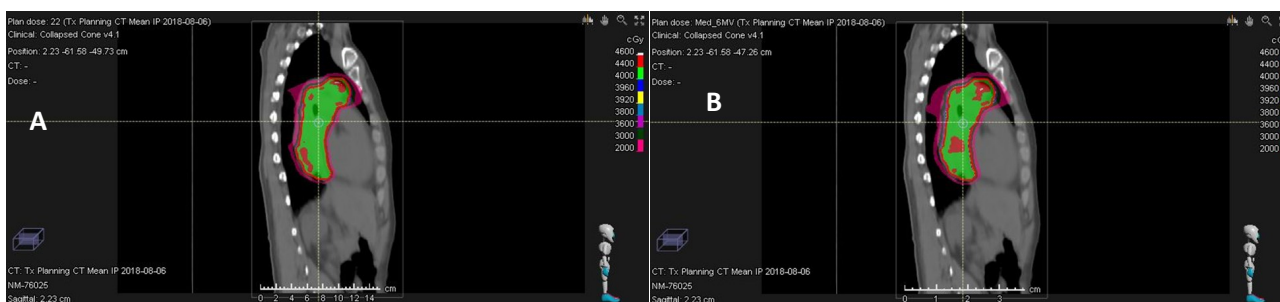 Plan dose: 22 (Tx Planning CT Mean IP 2018-08-06)
Clinical: Collapsed Cone v4.1
Position: 2.23 -61.58 -49.73 cm
CT: -
Dose: -
cGy
4600
4400
4000
3960
3920
3800
3600
3000
2000
A
CT: Tx Planning CT Mean IP 2018-08-06
NM-76025
Sagittal: 2.23 cm
0 2 4 6 8 10 12 14 cm
Plan dose: Med_6MV (Tx Planning CT Mean IP 2018-08-06)
Clinical: Collapsed Cone v4.1
Position: 2.23 -61.58 -47.26 cm
CT: -
Dose: -
cG
4600
4400
4000
3960
3920
3800
3600
3000
2000
B
CT: Tx Planning CT Mean IP 2018-08-06
NM-76025
Sagittal: 2.23 cm
0 1 2 3 cm